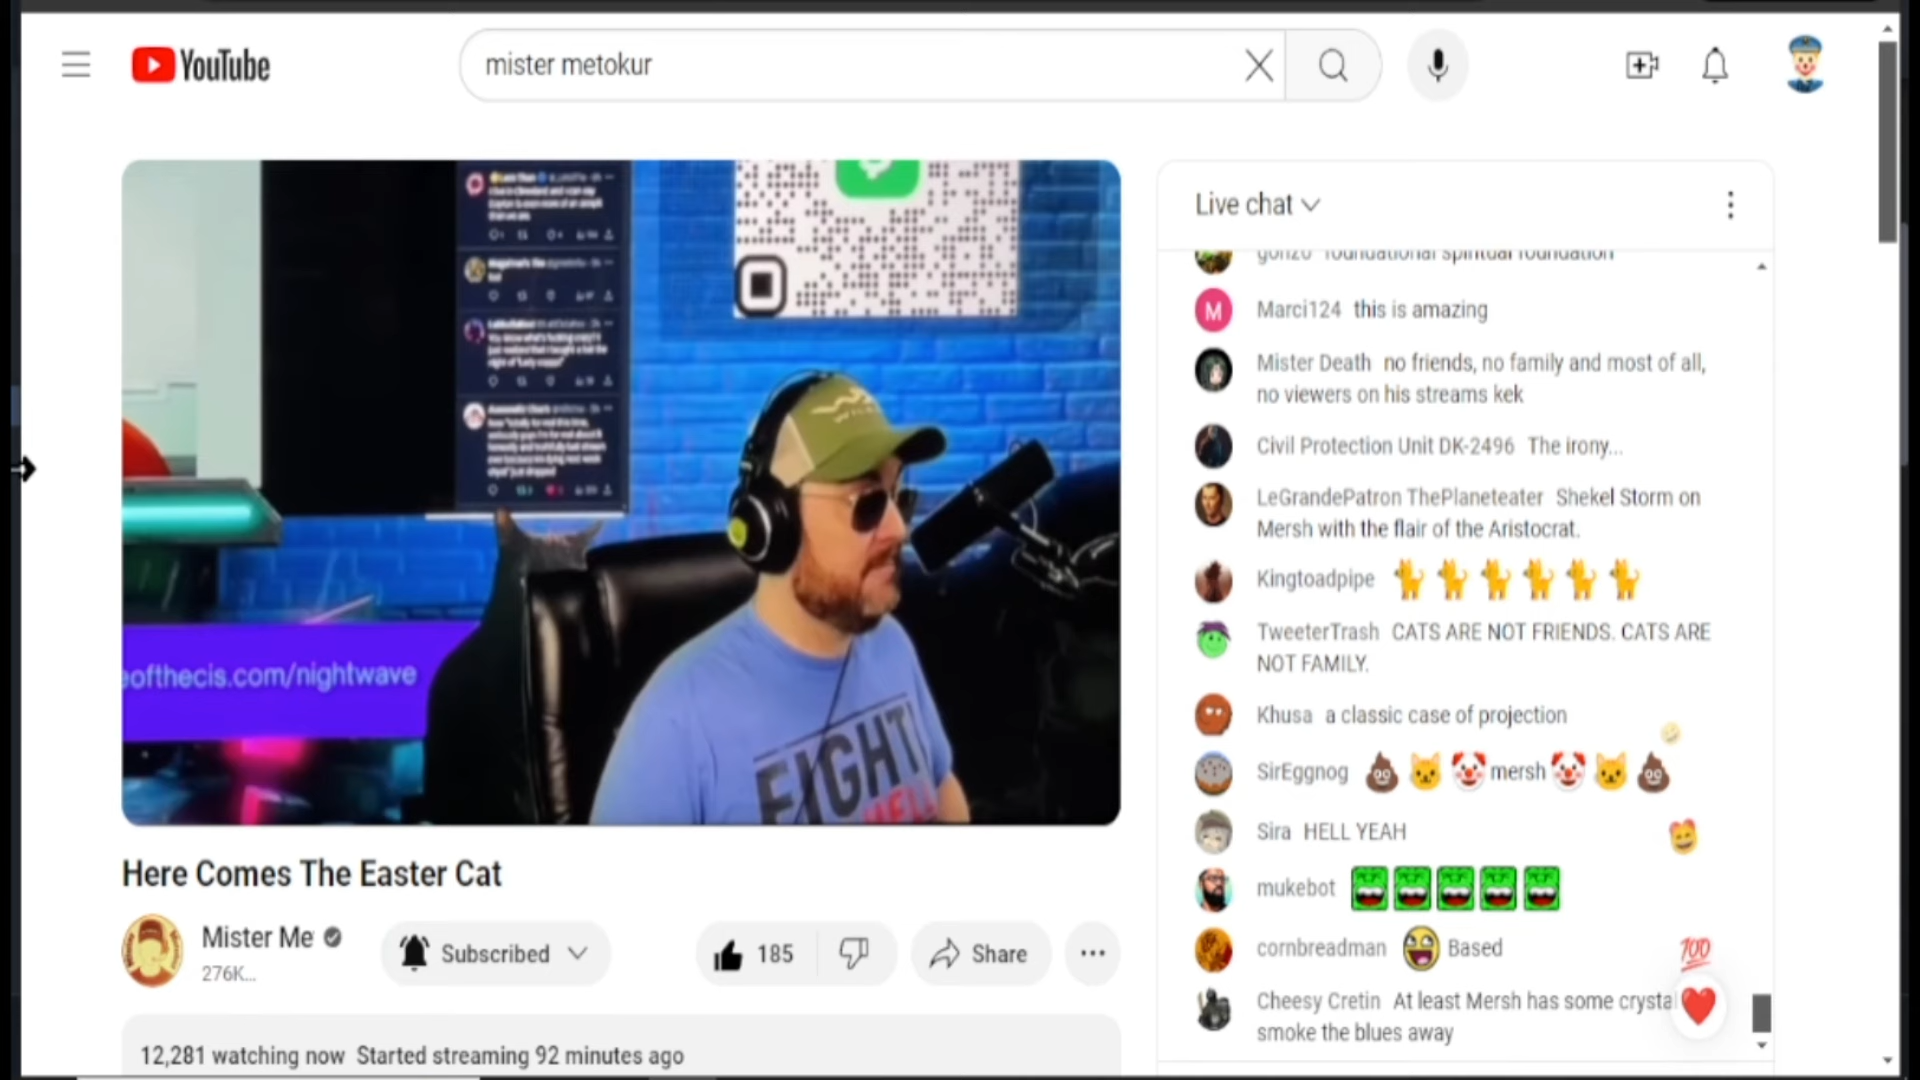 YouTube
mister metokur
Live chat
Marci124 this is amazing
Mister Death no friends, no family and most of all,
no viewers on his streams kek
Civil Protection Unit DK-2496 The irony...
LeGrandePatron ThePlaneteater Shekel Storm on
Mersh with the flair of the Aristocrat.
Kingtoadpipe
TweeterTrash CATS ARE NOT FRIENDS. CATS ARE
NOT FAMILY.
Khusa a classic case of projection
SirEggnog mersh
Sira HELL YEAH
mukebot
cornbreadman Based
Cheesy Cretin At least Mersh has some crystal
smoke the blues away
eofthecis.com/nightwave
FIGHT
HELL
Here Comes The Easter Cat
Mister Me
276K...
Subscribed
185
Share
12,281 watching now Started streaming 92 minutes ago